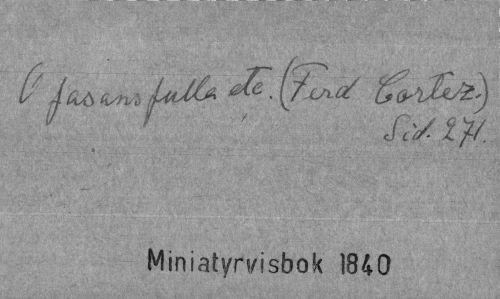 O fasansfulla etc. (Ferd Cortez.)
Sid. 271.
Miniatyrvisbok 1840